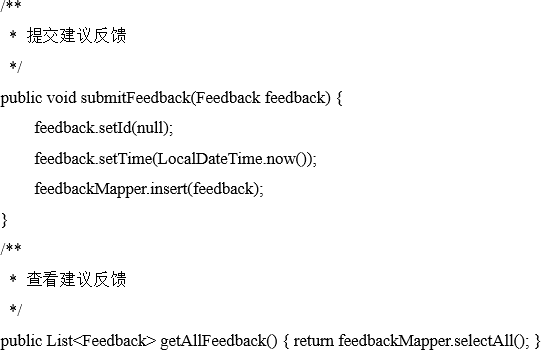 /**
 * 提交建议反馈
 */
public void submitFeedback(Feedback feedback) {
    feedback.setId(null);
    feedback.setTime(LocalDateTime.now());
    feedbackMapper.insert(feedback);
}
/**
 * 查看建议反馈
 */
public List<Feedback> getAllFeedback() { return feedbackMapper.selectAll(); }